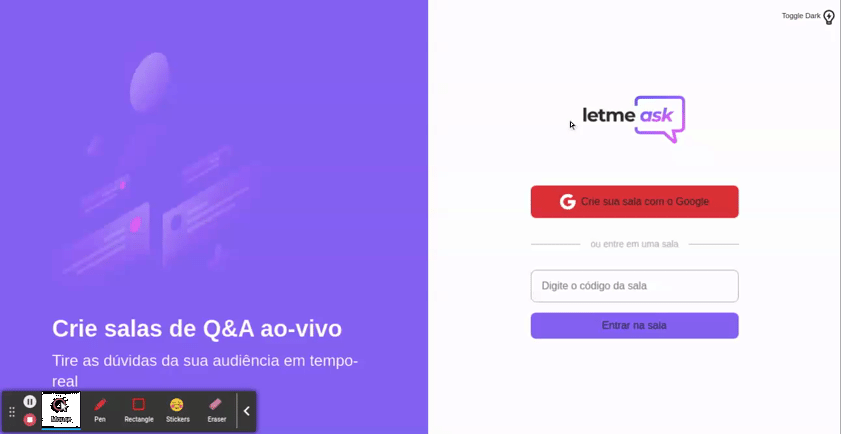 Toggle Dark
letme ask
Crie sua sala com o Google
ou entre em uma sala
Digite o código da sala
Entrar na sala
Crie salas de Q&A ao-vivo
Tire as dúvidas da sua audiência em tempo-
real
Mouse
Pen
Rectangle
Stickers
Eraser